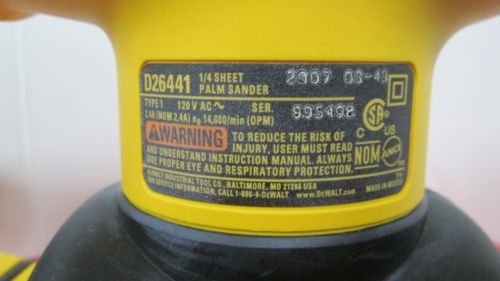 D26441 1/4 SHEET PALM SANDER 2007 03-49
TYPE 1 120 V AC~ SER. 995498
2.4A (NOM 2.4A) n₀ 14,000/min (OPM)
WARNING TO REDUCE THE RISK OF
INJURY, USER MUST READ
AND UNDERSTAND INSTRUCTION MANUAL. ALWAYS
USE PROPER EYE AND RESPIRATORY PROTECTION.
DEWALT INDUSTRIAL TOOL CO., BALTIMORE, MD 21286 USA
FOR SERVICE INFORMATION, CALL 1-800-4-DEWALT www.DEWALT.com
C US
NOM ANCE
MADE IN MEXICO